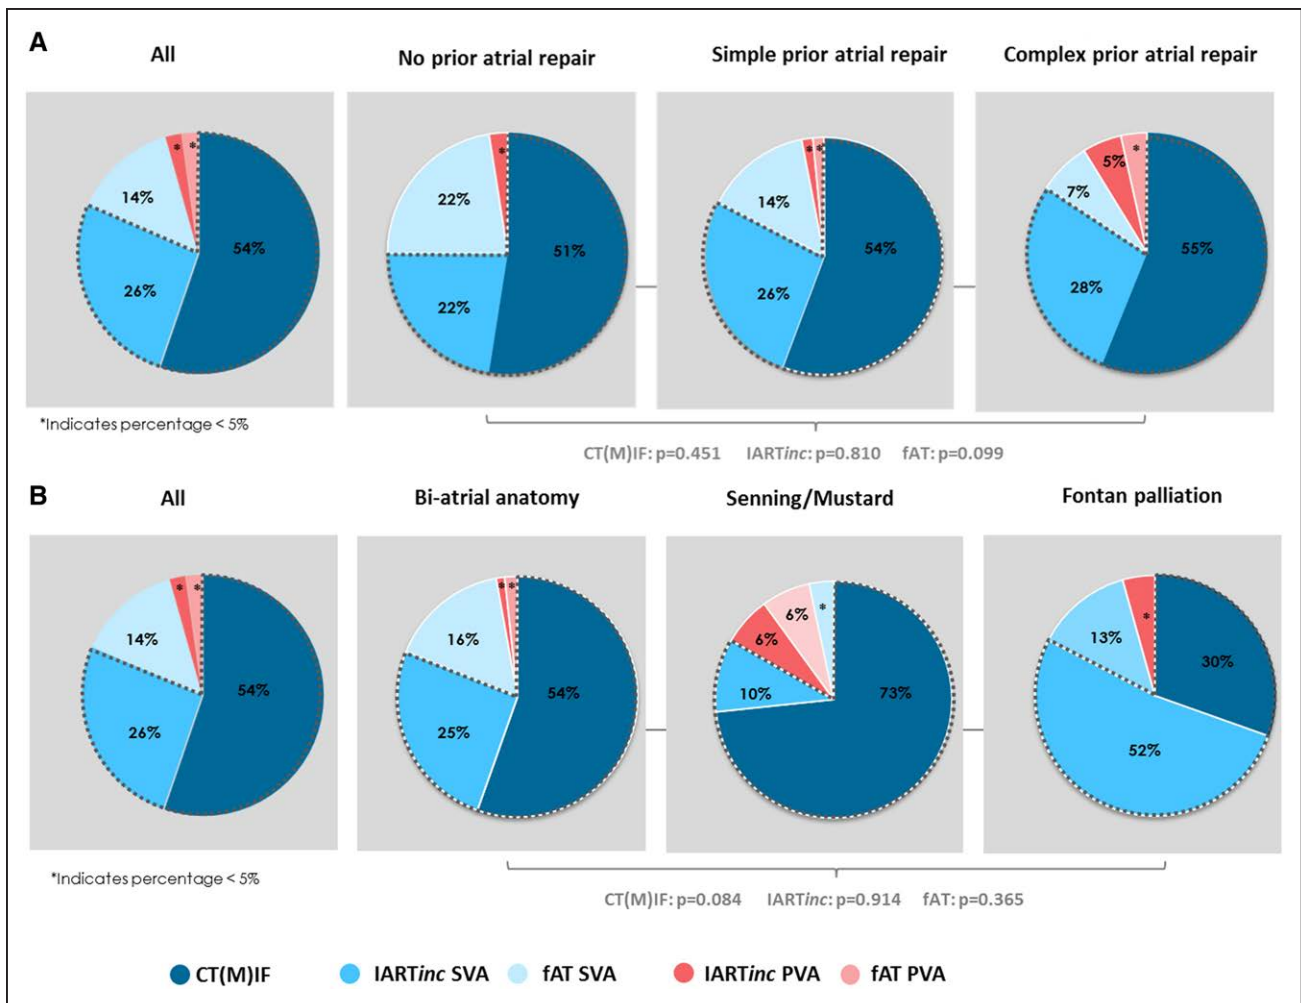 A
All
No prior atrial repair
Simple prior atrial repair
Complex prior atrial repair
* *
14%
54%
26%
*
22%
51%
22%
* *
14%
54%
26%
5%
*
7%
55%
28%
*Indicates percentage < 5%
CT(M)IF: p=0.451 IARTinc: p=0.810 fAT: p=0.099
B
All
Bi-atrial anatomy
Senning/Mustard
Fontan palliation
* *
14%
54%
26%
* *
16%
54%
25%
6%
*
6%
10%
73%
*
13%
30%
52%
*Indicates percentage < 5%
CT(M)IF: p=0.084 IARTinc: p=0.914 fAT: p=0.365
CT(M)IF IARTinc SVA fAT SVA IARTinc PVA fAT PVA